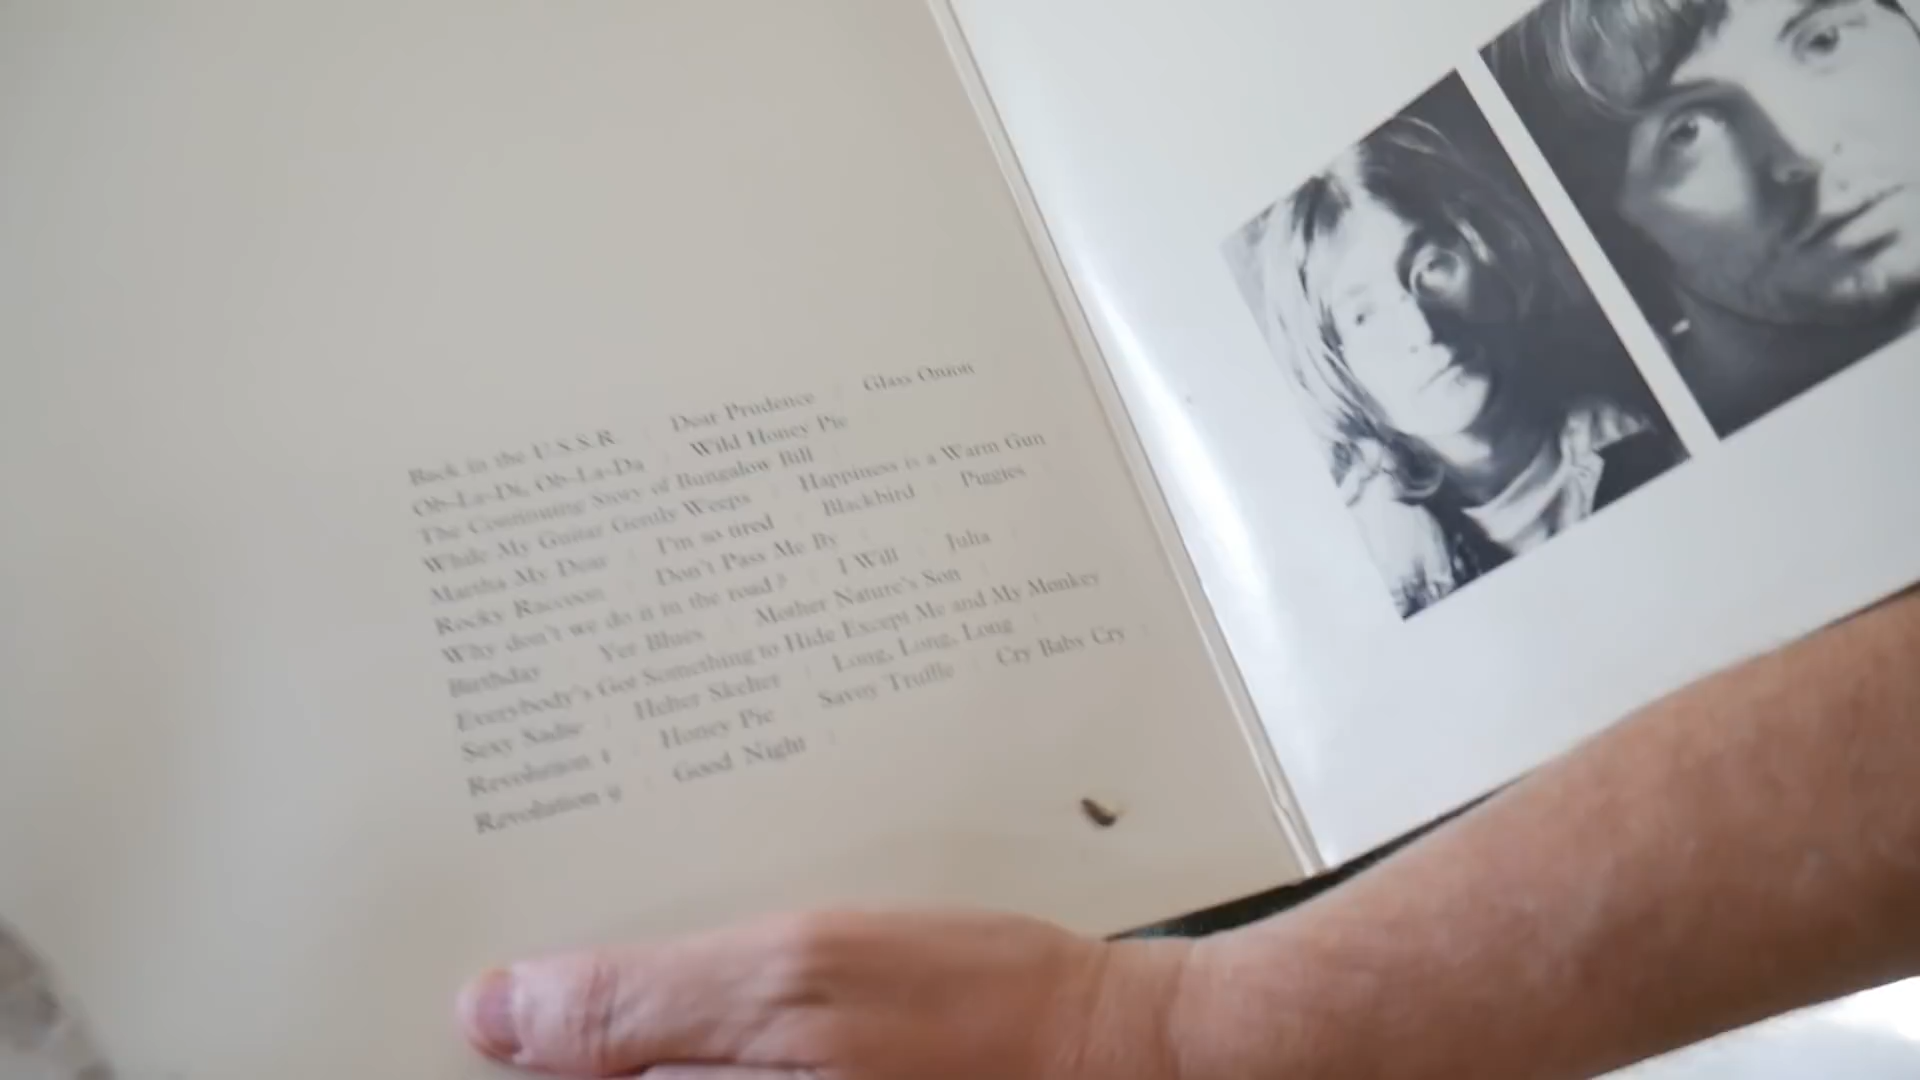 Back in the U.S.S.R. / Dear Prudence / Glass Onion
Ob-La-Di, Ob-La-Da / Wild Honey Pie /
The Continuing Story of Bungalow Bill /
While My Guitar Gently Weeps / Happiness is a Warm Gun
Martha My Dear / I'm so tired / Blackbird / Piggies /
Rocky Raccoon / Don't Pass Me By /
Why don't we do it in the road? / I Will / Julia /
Birthday / Yer Blues / Mother Nature's Son /
Everybody's Got Something to Hide Except Me and My Monkey
Sexy Sadie / Helter Skelter / Long, Long, Long /
Revolution 1 / Honey Pie / Savoy Truffle / Cry Baby Cry /
Revolution 9 / Good Night /